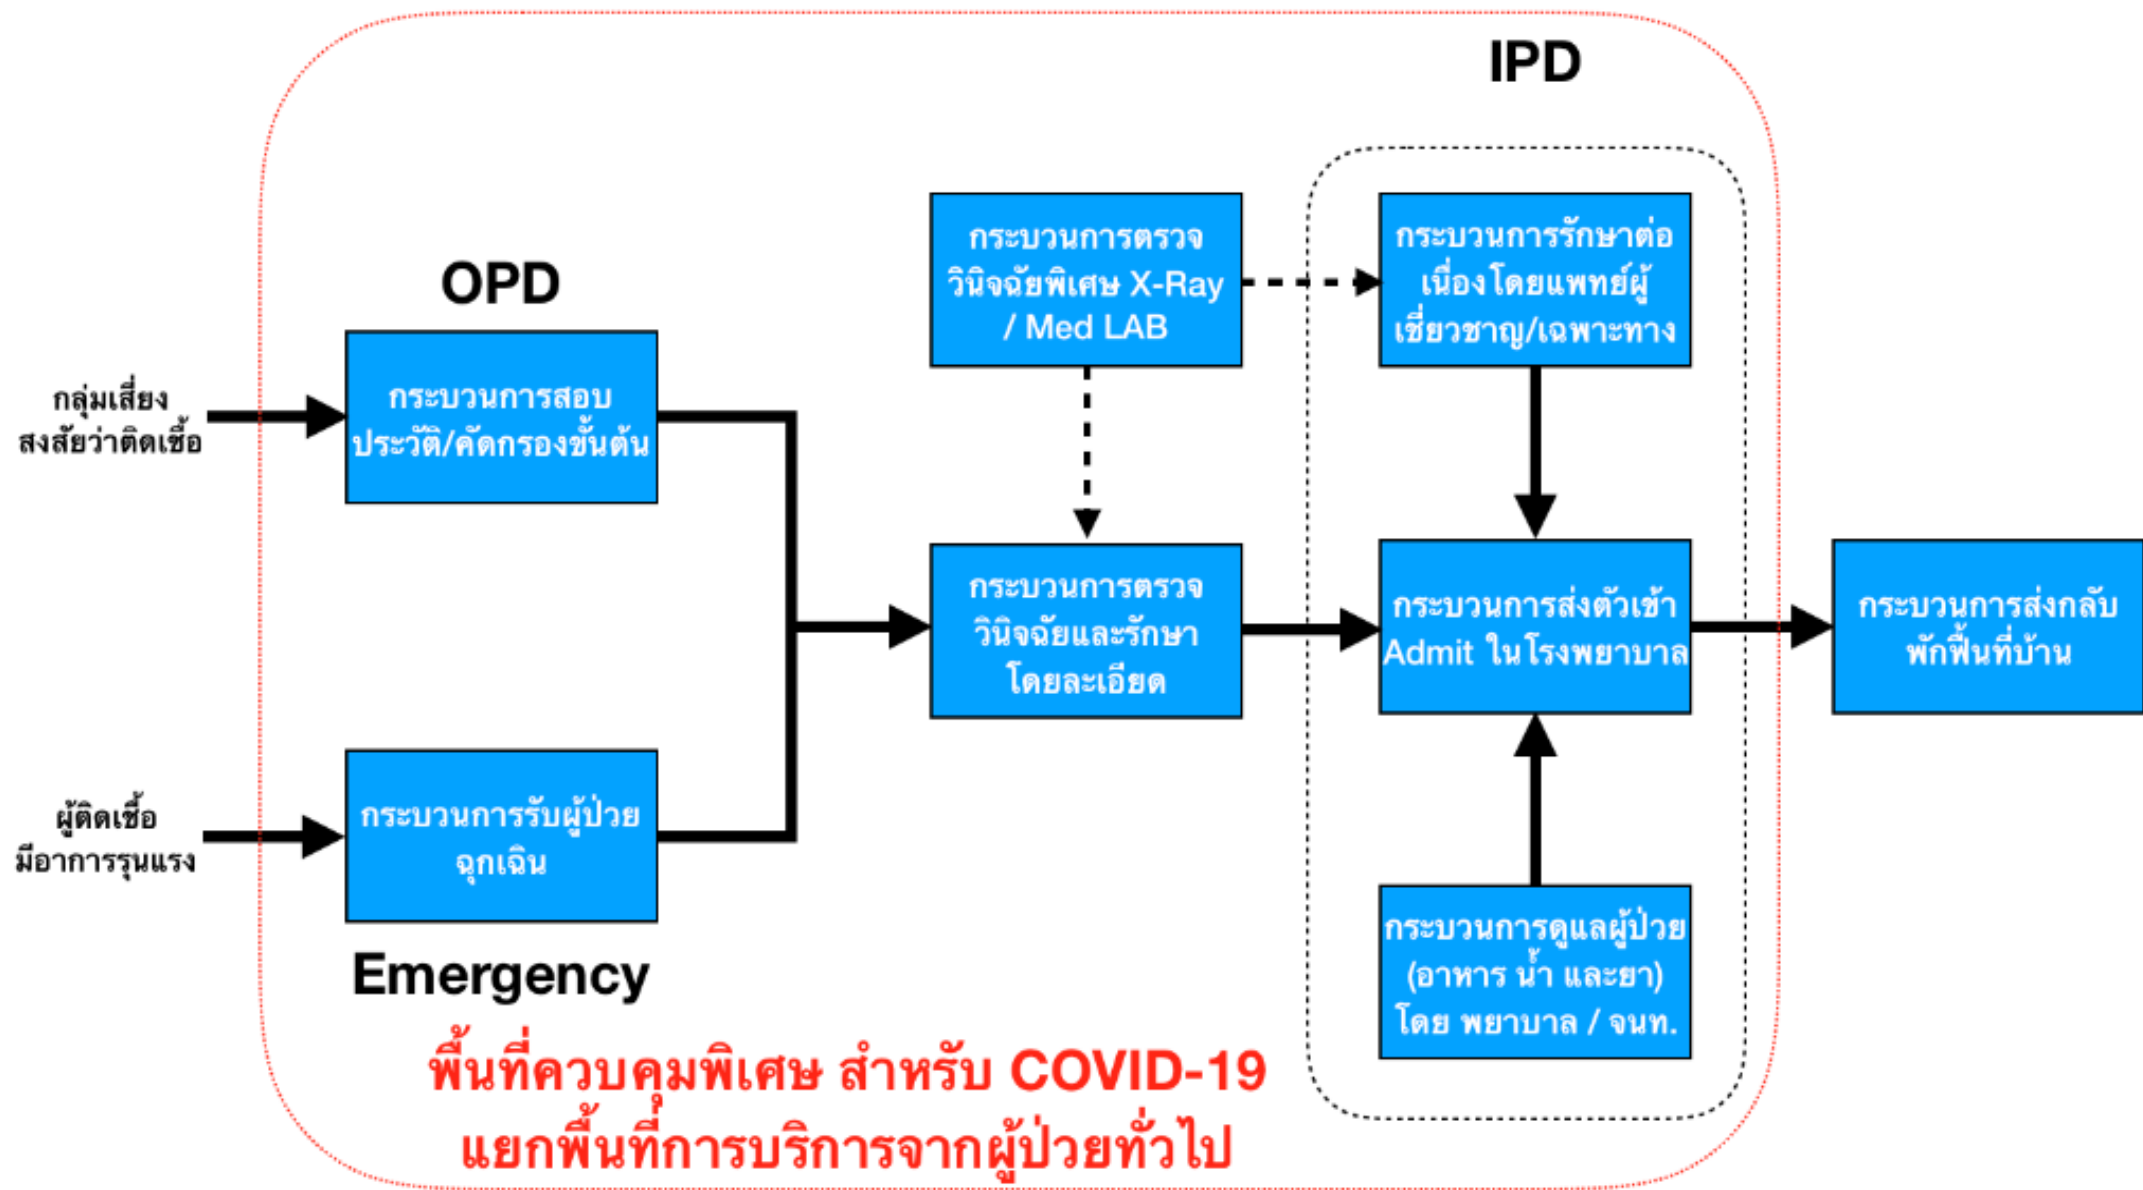 IPD
OPD
กระบวนการตรวจ
วินิจฉัยพิเศษ X-Ray
/ Med LAB
กระบวนการรักษาต่อ
เนื่องโดยแพทย์ผู้
เชี่ยวชาญ/เฉพาะทาง
กลุ่มเสี่ยง
สงสัยว่าติดเชื้อ
กระบวนการสอบ
ประวัติ/คัดกรองขั้นต้น
กระบวนการตรวจ
วินิจฉัยและรักษา
โดยละเอียด
กระบวนการส่งตัวเข้า
Admit ในโรงพยาบาล
กระบวนการส่งกลับ
พักฟื้นที่บ้าน
ผู้ติดเชื้อ
มีอาการรุนแรง
กระบวนการรับผู้ป่วย
ฉุกเฉิน
Emergency
กระบวนการดูแลผู้ป่วย
(อาหาร น้ำ และยา)
โดย พยาบาล / จนท.
พื้นที่ควบคุมพิเศษ สำหรับ COVID-19
แยกพื้นที่การบริการจากผู้ป่วยทั่วไป